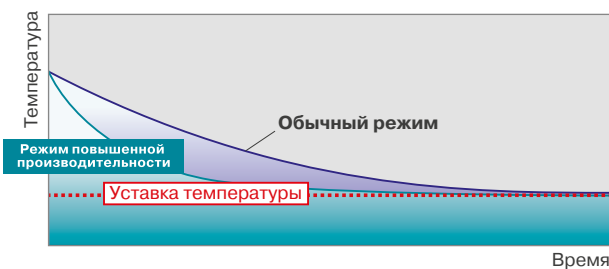 Температура
Обычный режим
Режим повышенной
производительности
Уставка температуры
Время